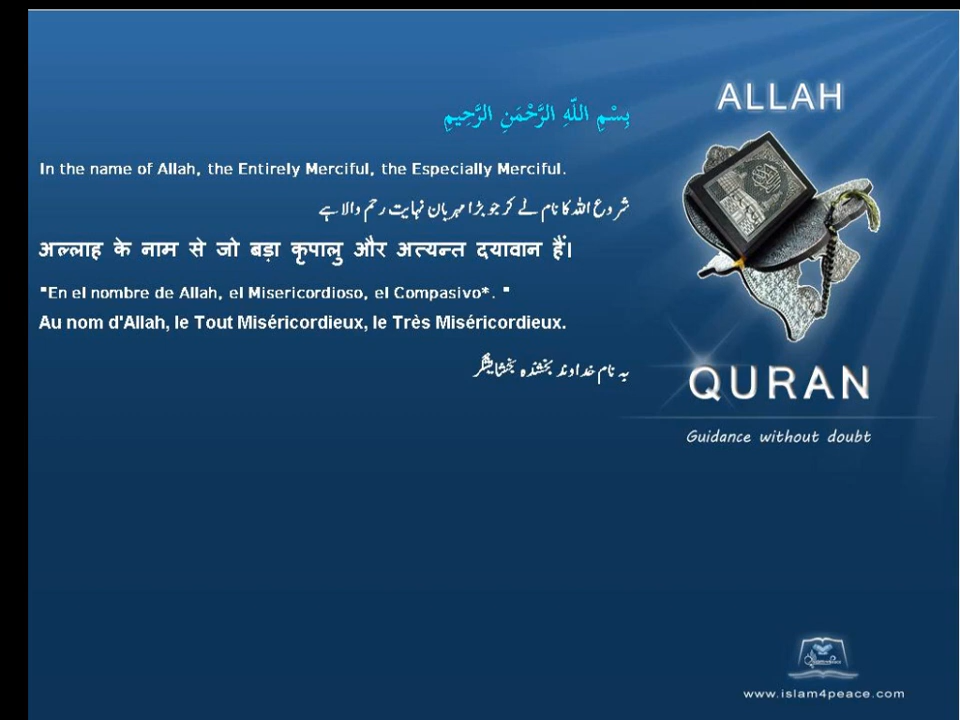 بِسْمِ اللّهِ الرَّحْمَنِ الرَّحِيمِ
In the name of Allah, the Entirely Merciful, the Especially Merciful.
شروع الله کا نام لے کر جو بڑا مہربان نہایت رحم والا ہے
अल्लाह के नाम से जो बड़ा कृपालु और अत्यन्त दयावान हैं।
"En el nombre de Allah, el Misericordioso, el Compasivo*. "
Au nom d'Allah, le Tout Miséricordieux, le Très Miséricordieux.
به نام خداوند بخشنده بخشایشگر
ALLAH
QURAN
Guidance without doubt
www.islam4peace.com